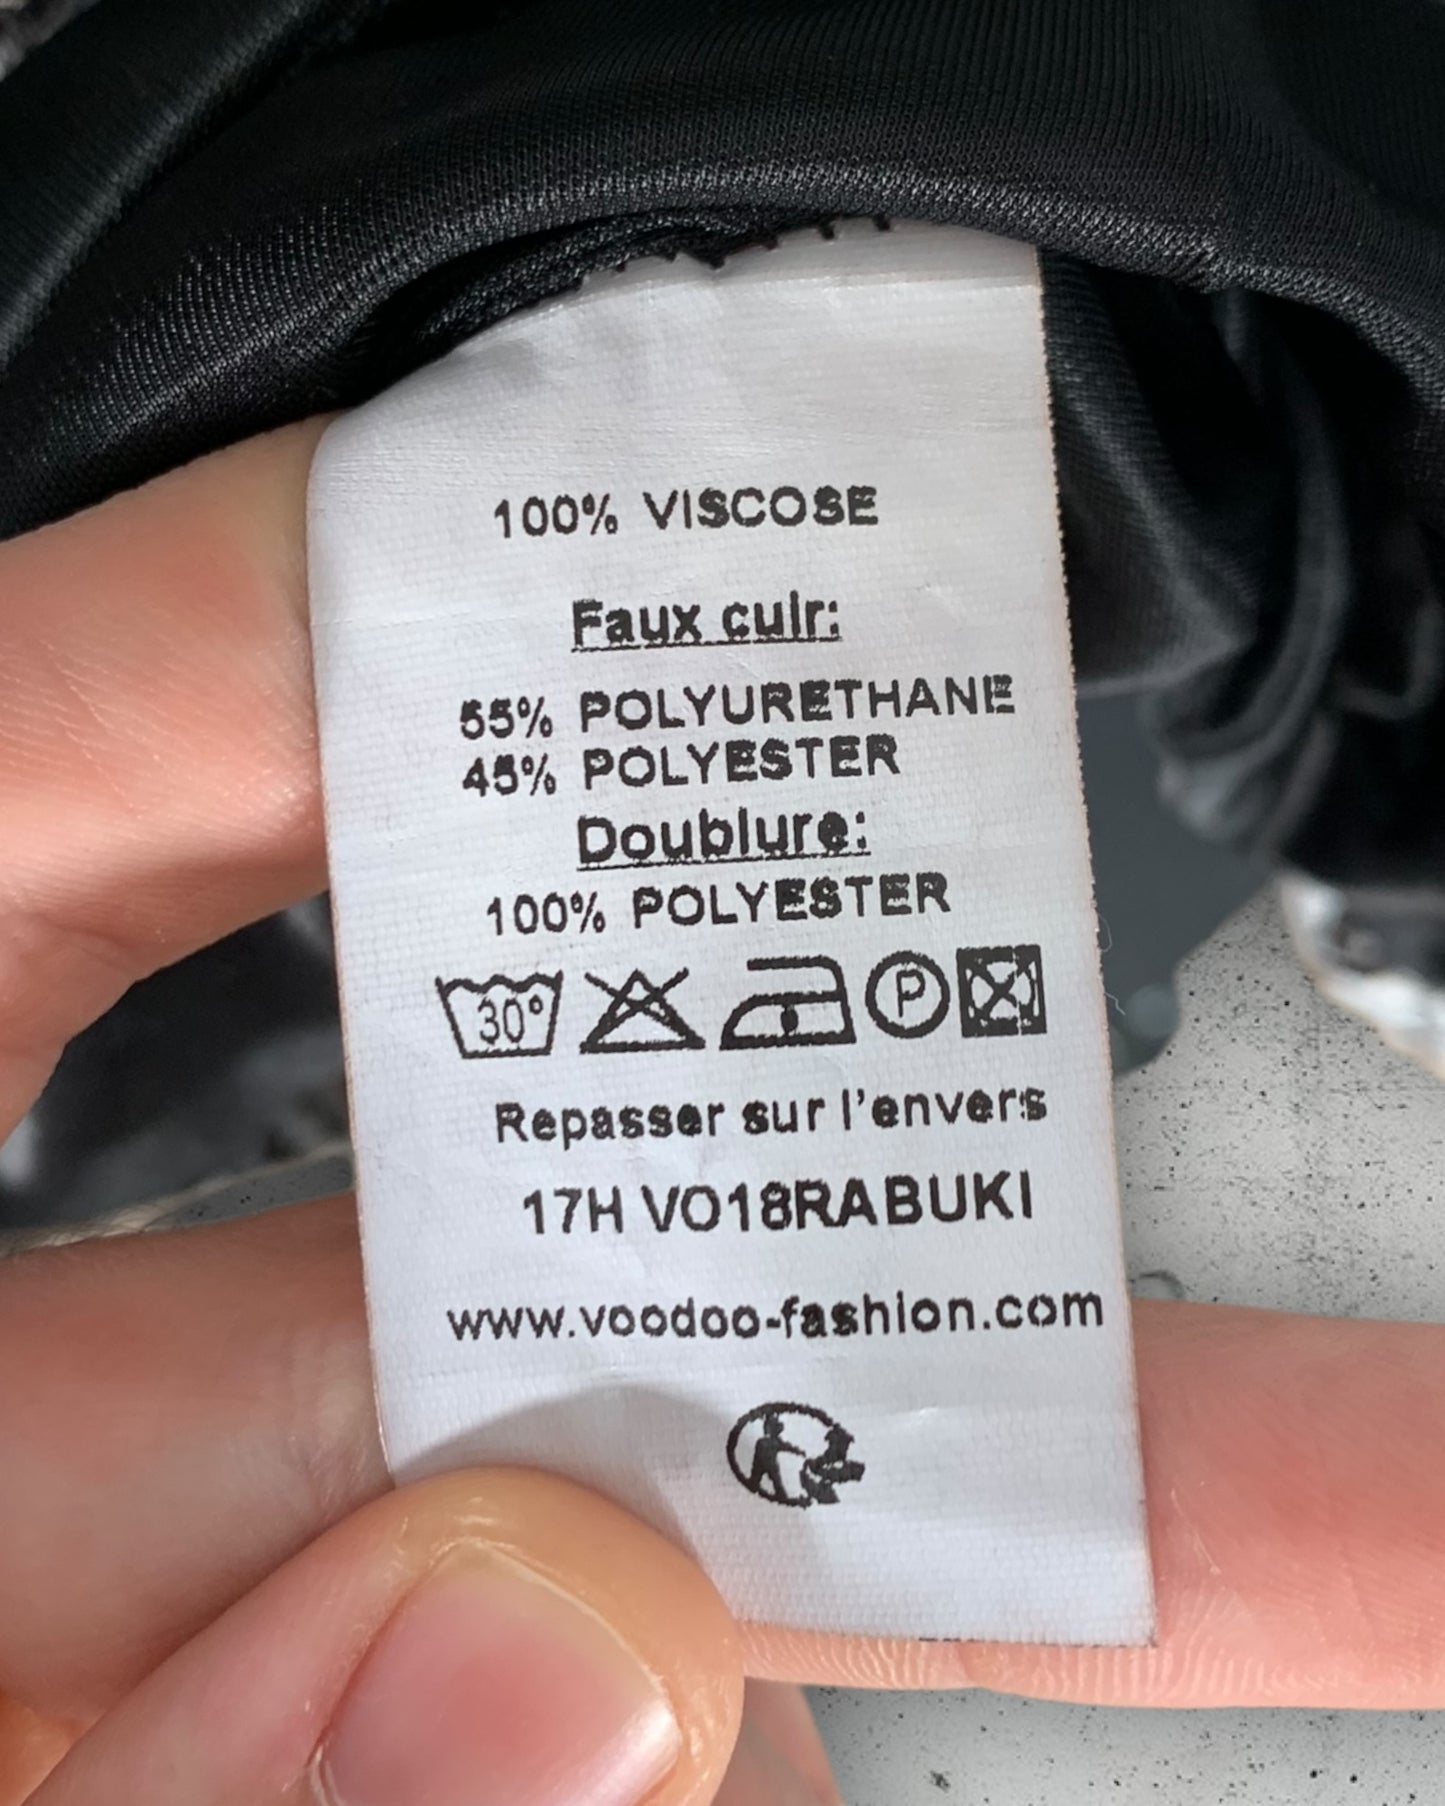 100% VISCOSE
Faux cuir:
55% POLYURETHANE
45% POLYESTER
Doublure:
100% POLYESTER
30° P
Repasser sur l'envers
17H VO18RABUKI
www.voodoo-fashion.com